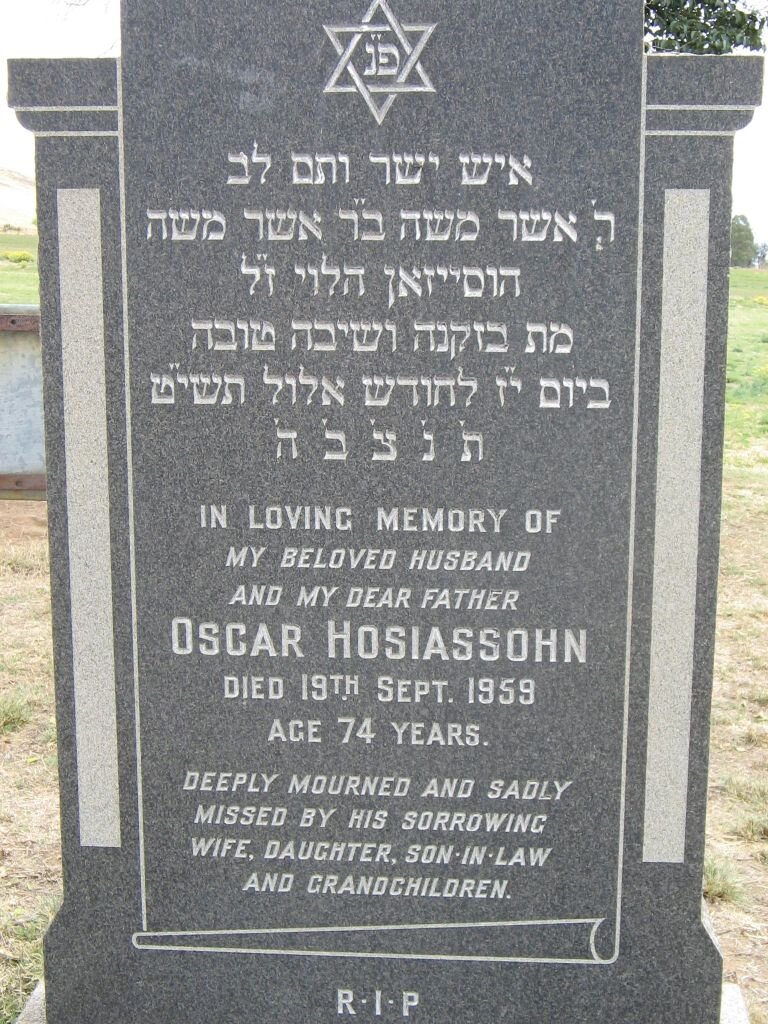 פ"נ
איש ישר ותם לב
ר' אשר משה ב"ר אשר משה
הוסייזאן הלוי ז"ל
מת בזקנה ושיבה טובה
ביום י"ז לחודש אלול תשי"ט
ת' נ' צ' ב' ה'
IN LOVING MEMORY OF
MY BELOVED HUSBAND
AND MY DEAR FATHER
OSCAR HOSIASSOHN
DIED 19TH SEPT. 1959
AGE 74 YEARS.
DEEPLY MOURNED AND SADLY
MISSED BY HIS SORROWING
WIFE, DAUGHTER, SON-IN-LAW
AND GRANDCHILDREN.
R·I·P